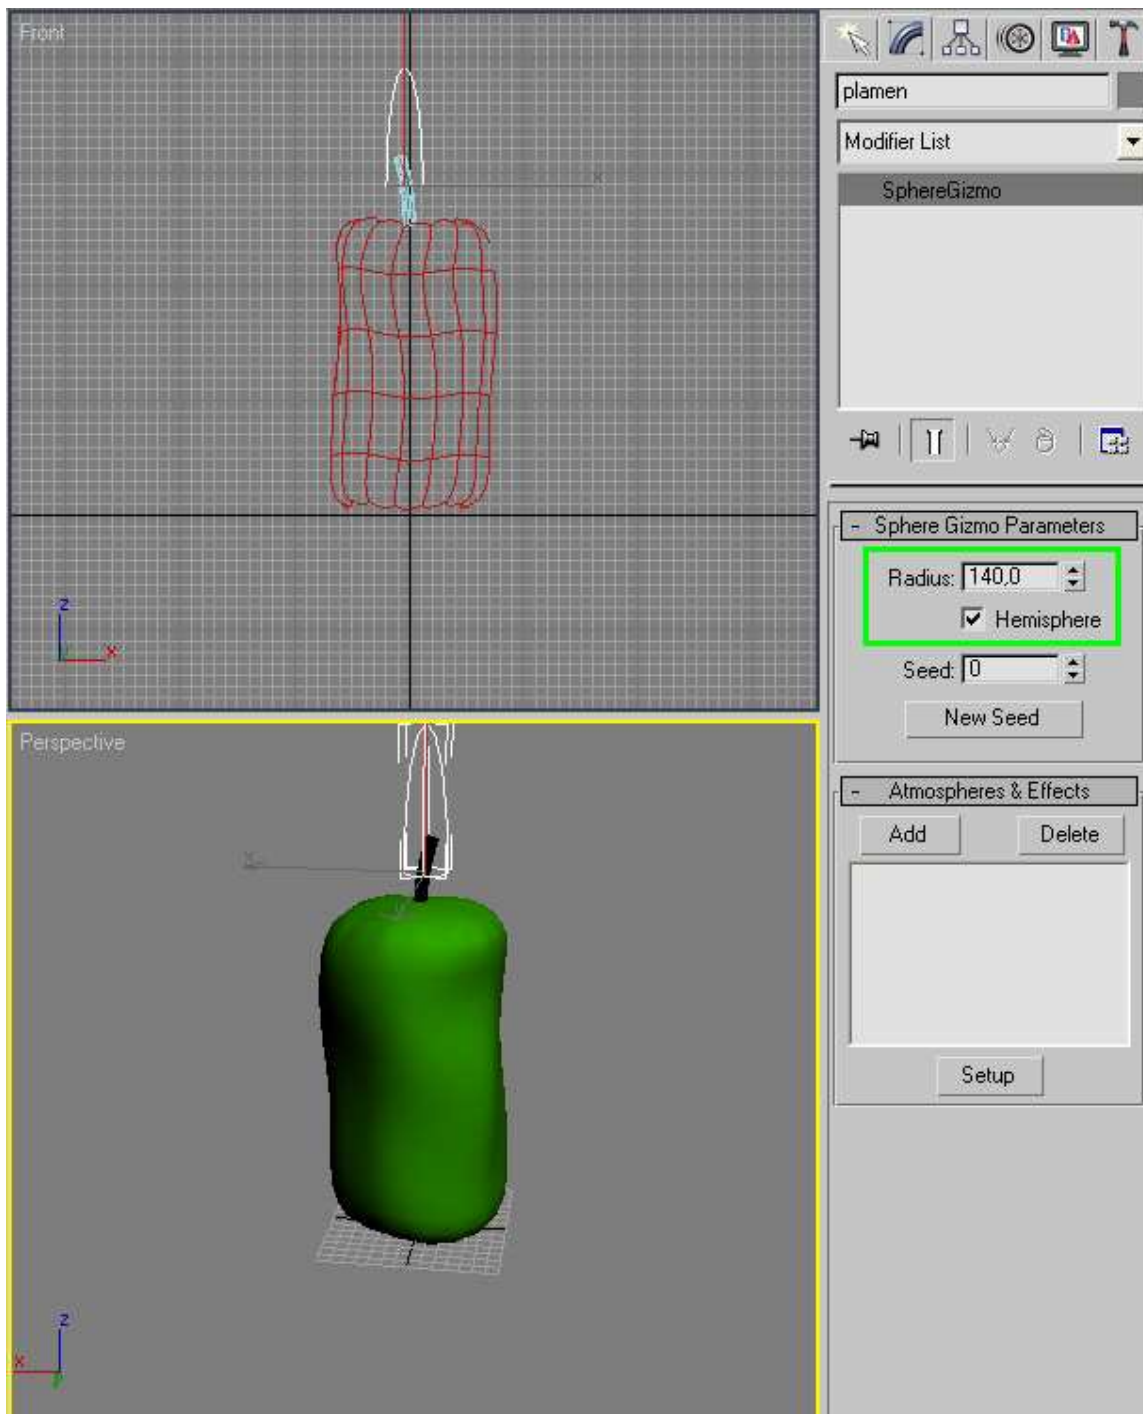 Front
z
x
Perspective
x
z
x
plamen
Modifier List
SphereGizmo
- Sphere Gizmo Parameters
Radius: 140,0
Hemisphere
Seed: 0
New Seed
- Atmospheres & Effects
Add Delete
Setup